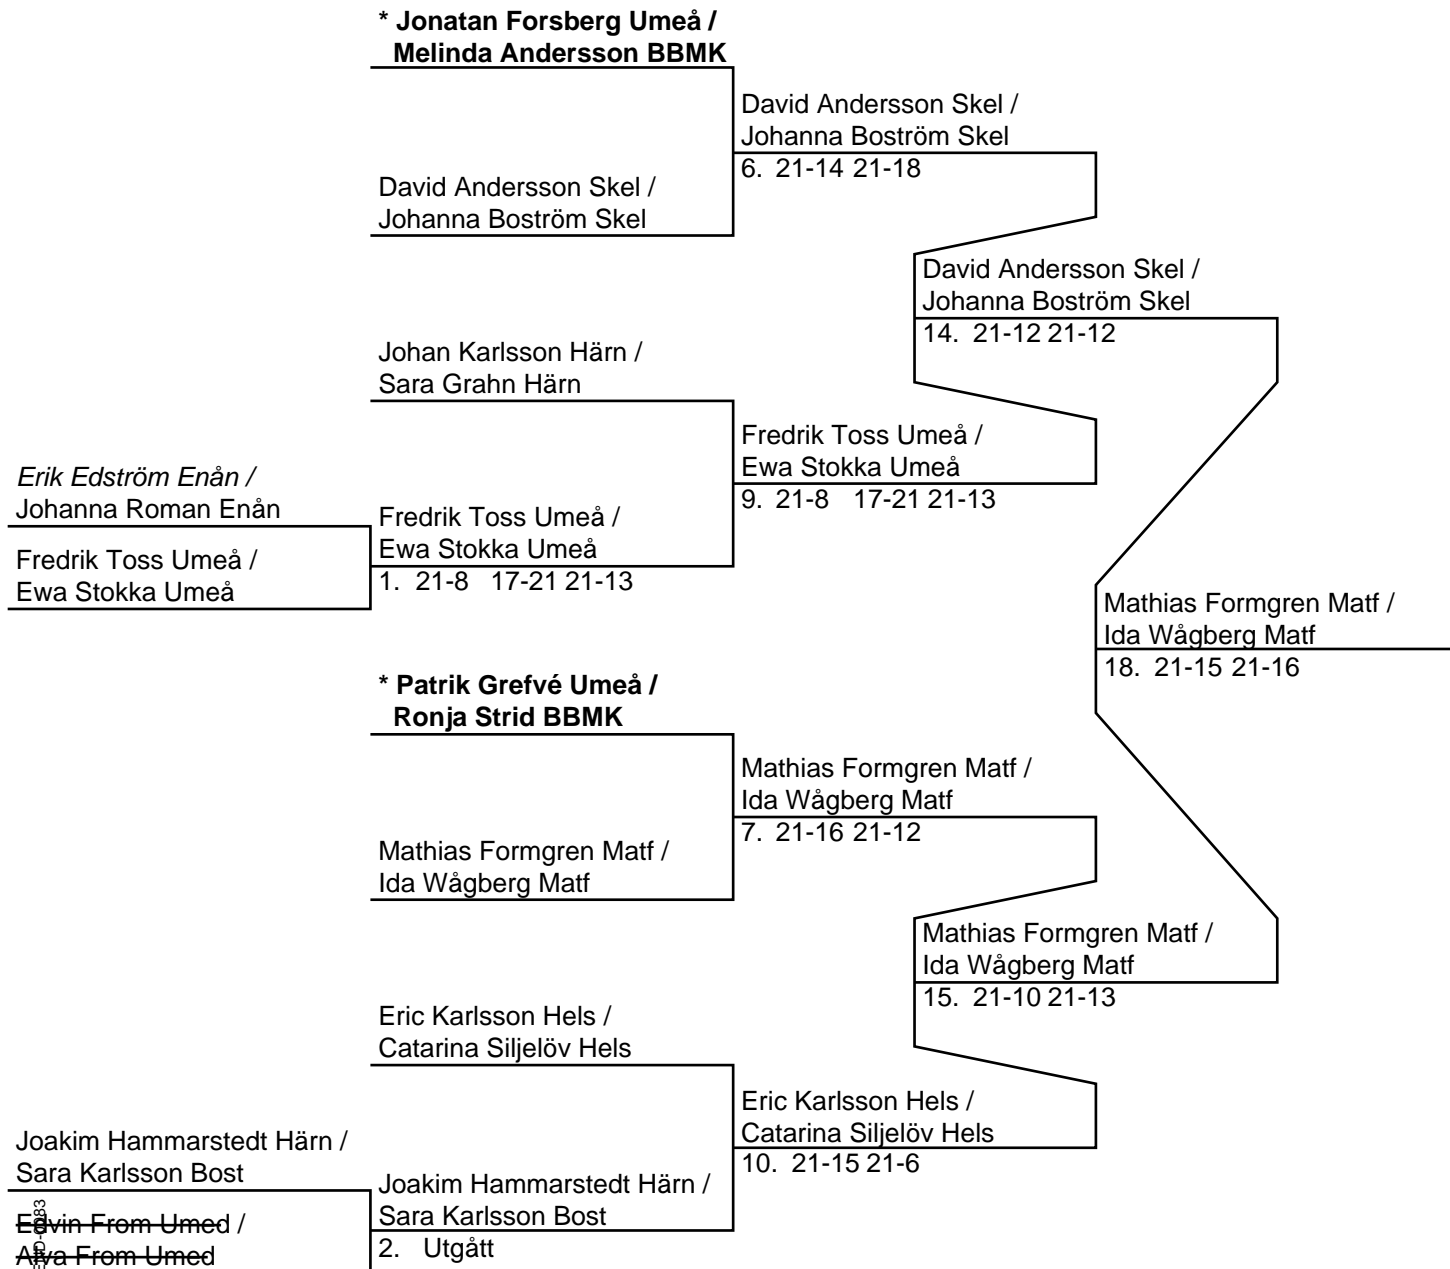 * Jonatan Forsberg Umeå /
Melinda Andersson BBMK
David Andersson Skel /
Johanna Boström Skel
6. 21-14 21-18
David Andersson Skel /
Johanna Boström Skel
David Andersson Skel /
Johanna Boström Skel
14. 21-12 21-12
Johan Karlsson Härn /
Sara Grahn Härn
Fredrik Toss Umeå /
Ewa Stokka Umeå
9. 21-8 17-21 21-13
Erik Edström Enån /
Johanna Roman Enån
Fredrik Toss Umeå /
Ewa Stokka Umeå
1. 21-8 17-21 21-13
Fredrik Toss Umeå /
Ewa Stokka Umeå
Mathias Formgren Matf /
Ida Wågberg Matf
18. 21-15 21-16
* Patrik Grefvé Umeå /
Ronja Strid BBMK
Mathias Formgren Matf /
Ida Wågberg Matf
7. 21-16 21-12
Mathias Formgren Matf /
Ida Wågberg Matf
Mathias Formgren Matf /
Ida Wågberg Matf
15. 21-10 21-13
Eric Karlsson Hels /
Catarina Siljelöv Hels
Eric Karlsson Hels /
Catarina Siljelöv Hels
10. 21-15 21-6
Joakim Hammarstedt Härn /
Sara Karlsson Bost
Joakim Hammarstedt Härn /
Sara Karlsson Bost
2. Utgått
Edvin From Umed /
Alva From Umed